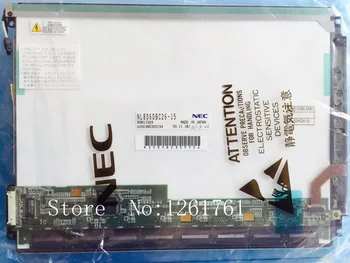 NL8060BC26-15
NEC
MADE IN JAPAN
NEC
ATTENTION
OBSERVE PRECAUTIONS
FOR HANDLING
ELECTROSTATIC
SENSITIVE
DEVICES
静電気注意
Store No: 1261761